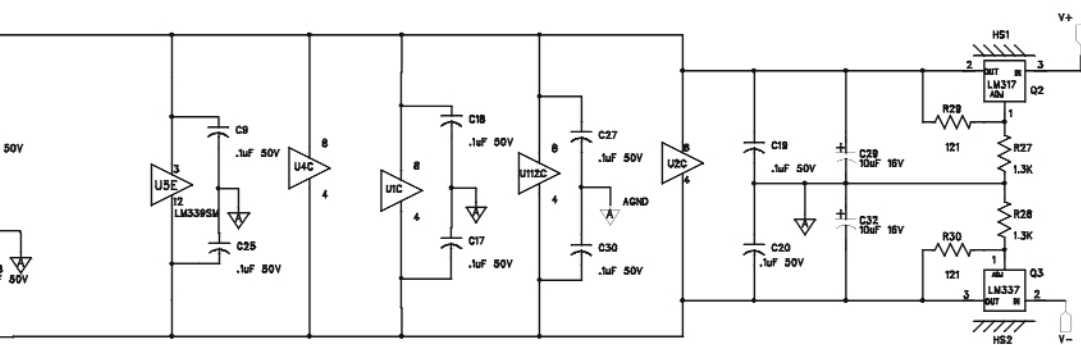 V+
HS1
2 OUT IN 3
LM317
ADJ
Q2
1
R29
121
R27
1.3K
C9
.1uF 50V
C18
.1uF 50V
C27
.1uF 50V
C19
.1uF 50V
C29
10uF 16V
50V
3
U5E
12
LM339SM
8
U4C
4
8
U1C
4
8
U112C
4
8
U2C
4
A
A
A
AGND
A
C32
10uF 16V
R28
1.3K
R30
121
C25
.1uF 50V
C17
.1uF 50V
C30
.1uF 50V
C20
.1uF 50V
A
F 50V
1
ADJ
Q3
LM337
3 OUT IN 2
HS2
V-